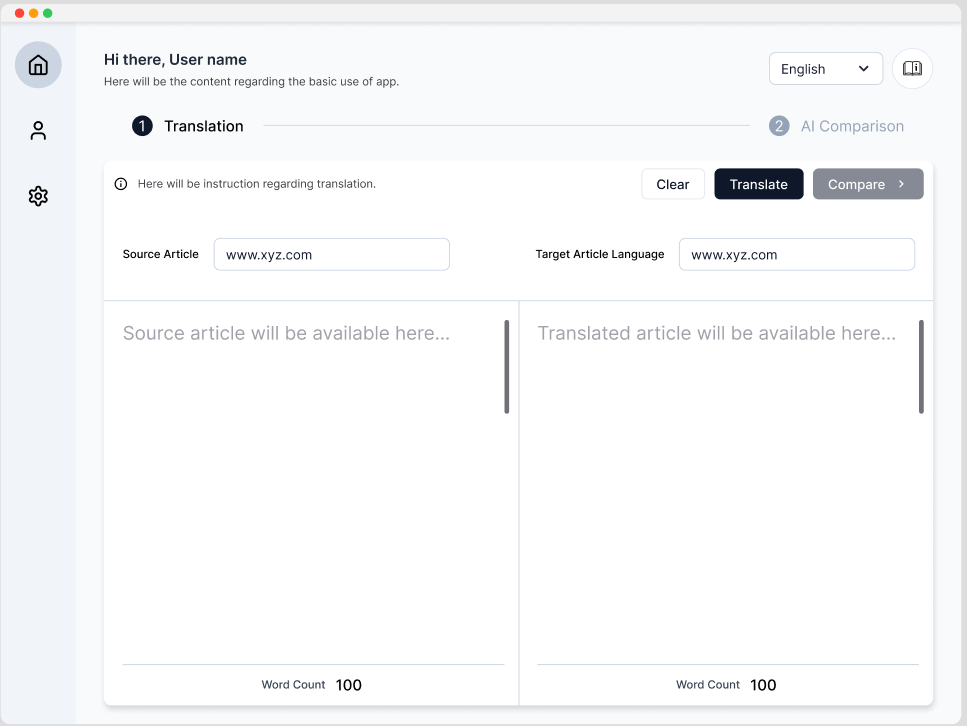 Hi there, User name
Here will be the content regarding the basic use of app.
English
1 Translation
2 AI Comparison
Here will be instruction regarding translation.
Clear
Translate
Compare
Source Article
www.xyz.com
Target Article Language
www.xyz.com
Source article will be available here...
Translated article will be available here...
Word Count 100
Word Count 100